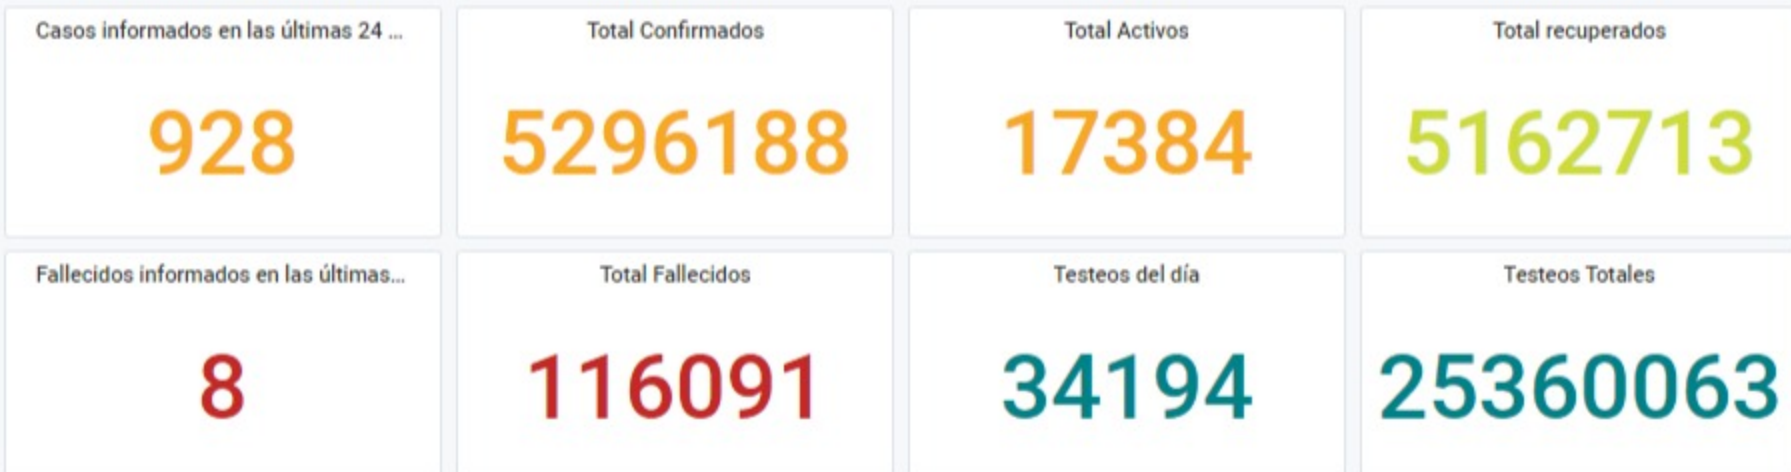 Casos informados en las últimas 24 ...
928
Total Confirmados
5296188
Total Activos
17384
Total recuperados
5162713
Fallecidos informados en las últimas...
8
Total Fallecidos
116091
Testeos del día
34194
Testeos Totales
25360063